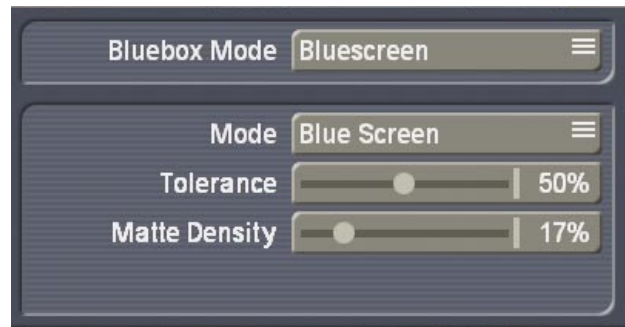 Bluebox Mode Bluescreen
Mode Blue Screen
Tolerance 50%
Matte Density 17%